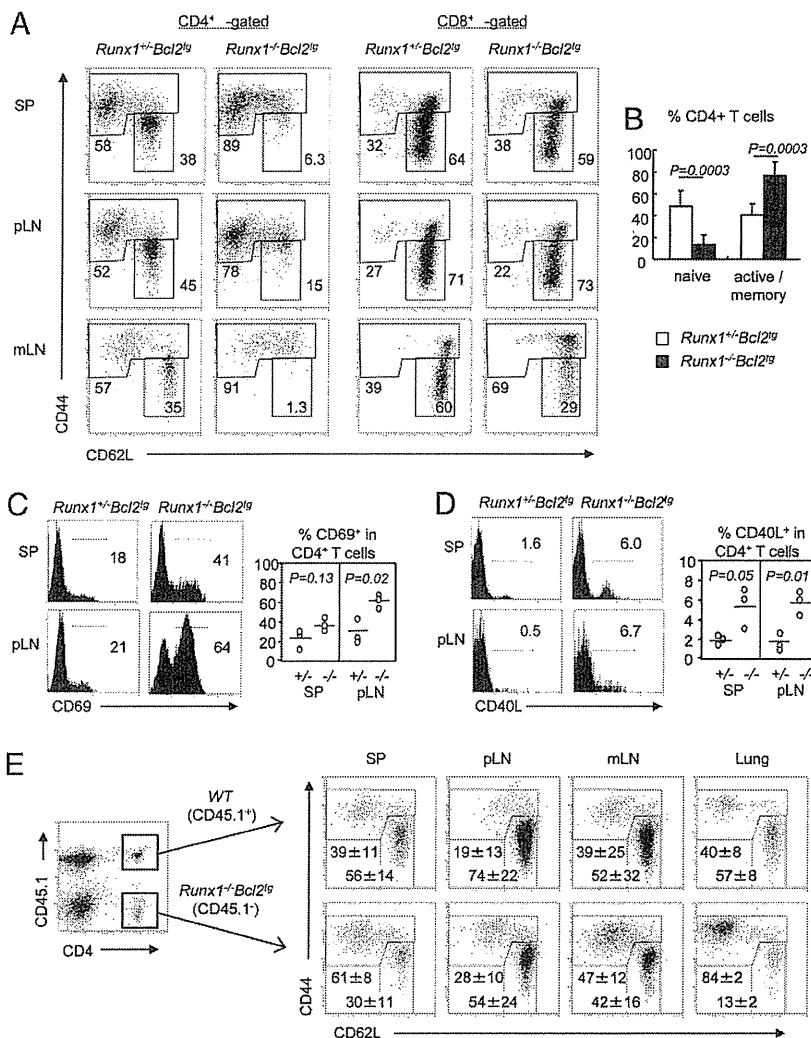 A
CD4⁺ -gated CD8⁺ -gated
Runx1⁺/⁻Bcl2ᵗᵍ Runx1⁻/⁻Bcl2ᵗᵍ Runx1⁺/⁻Bcl2ᵗᵍ Runx1⁻/⁻Bcl2ᵗᵍ
SP
58 38 89 6.3 32 64 38 59
pLN
52 45 78 15 27 71 22 73
mLN
57 35 91 1.3 39 60 69 29
CD44
CD62L
B
% CD4+ T cells
P=0.0003
P=0.0003
100
80
60
40
20
0
naive active / memory
Runx1⁺/⁻Bcl2ᵗᵍ
Runx1⁻/⁻Bcl2ᵗᵍ
C
Runx1⁺/⁻Bcl2ᵗᵍ Runx1⁻/⁻Bcl2ᵗᵍ
SP
18 41
pLN
21 64
CD69
% CD69⁺ in
CD4⁺ T cells
100
80
60
40
20
0
P=0.13 P=0.02
+/- -/- +/- -/-
SP pLN
D
Runx1⁺/⁻Bcl2ᵗᵍ Runx1⁻/⁻Bcl2ᵗᵍ
SP
1.6 6.0
pLN
0.5 6.7
CD40L
% CD40L⁺ in
CD4⁺ T cells
10
8
6
4
2
0
P=0.05 P=0.01
+/- -/- +/- -/-
SP pLN
E
CD45.1
CD4
WT
(CD45.1⁺)
Runx1⁻/⁻Bcl2ᵗᵍ
(CD45.1⁻)
SP pLN mLN Lung
39±11 19±13 39±25 40±8
56±14 74±22 52±32 57±8
61±8 28±10 47±12 84±2
30±11 54±24 42±16 13±2
CD44
CD62L